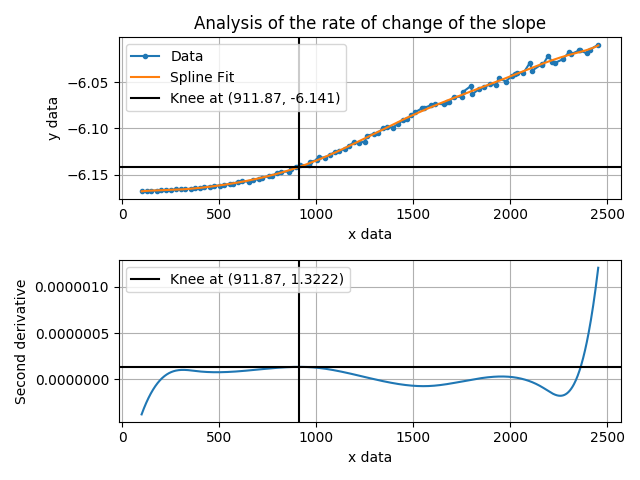 Analysis of the rate of change of the slope
Data
Spline Fit
Knee at (911.87, -6.141)
y data
−6.05
−6.10
−6.15
0 500 1000 1500 2000 2500
x data
Knee at (911.87, 1.3222)
Second derivative
0.0000010
0.0000005
0.0000000
0 500 1000 1500 2000 2500
x data